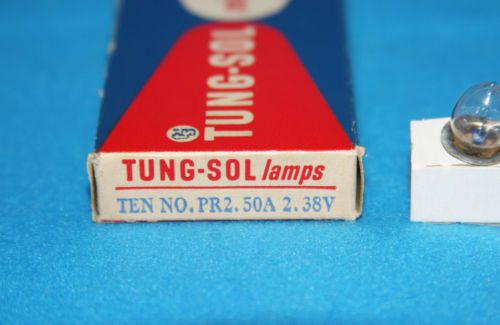 TUNG-SOL
TUNG-SOL lamps
TEN NO. PR2. 50A 2. 38V